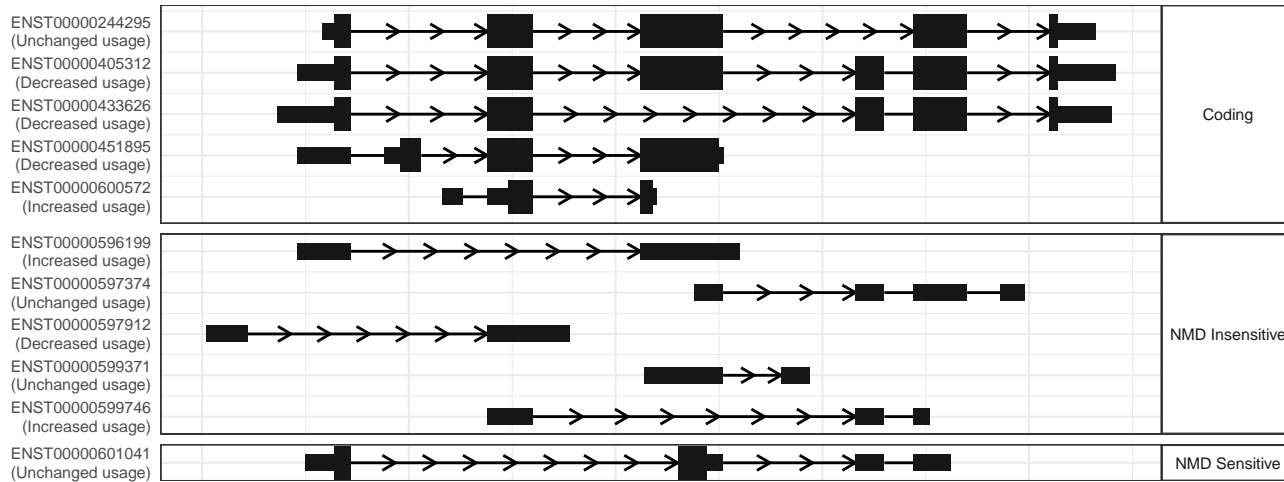 ENST00000244295
(Unchanged usage)
ENST00000405312
(Decreased usage)
ENST00000433626
(Decreased usage)
ENST00000451895
(Decreased usage)
ENST00000600572
(Increased usage)
Coding
ENST00000596199
(Increased usage)
ENST00000597374
(Unchanged usage)
ENST00000597912
(Decreased usage)
ENST00000599371
(Unchanged usage)
ENST00000599746
(Increased usage)
NMD Insensitive
ENST00000601041
(Unchanged usage)
NMD Sensitive